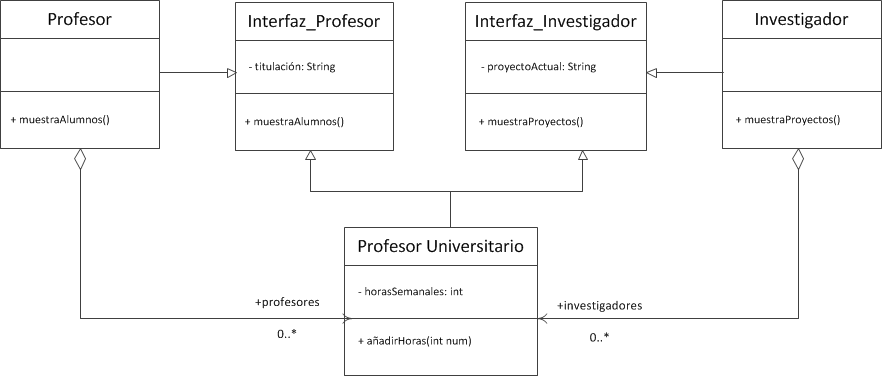 Profesor
+ muestraAlumnos()
Interfaz_Profesor
- titulación: String
+ muestraAlumnos()
Interfaz_Investigador
- proyectoActual: String
+ muestraProyectos()
Investigador
+ muestraProyectos()
Profesor Universitario
- horasSemanales: int
+ añadirHoras(int num)
+profesores
0..*
+investigadores
0..*